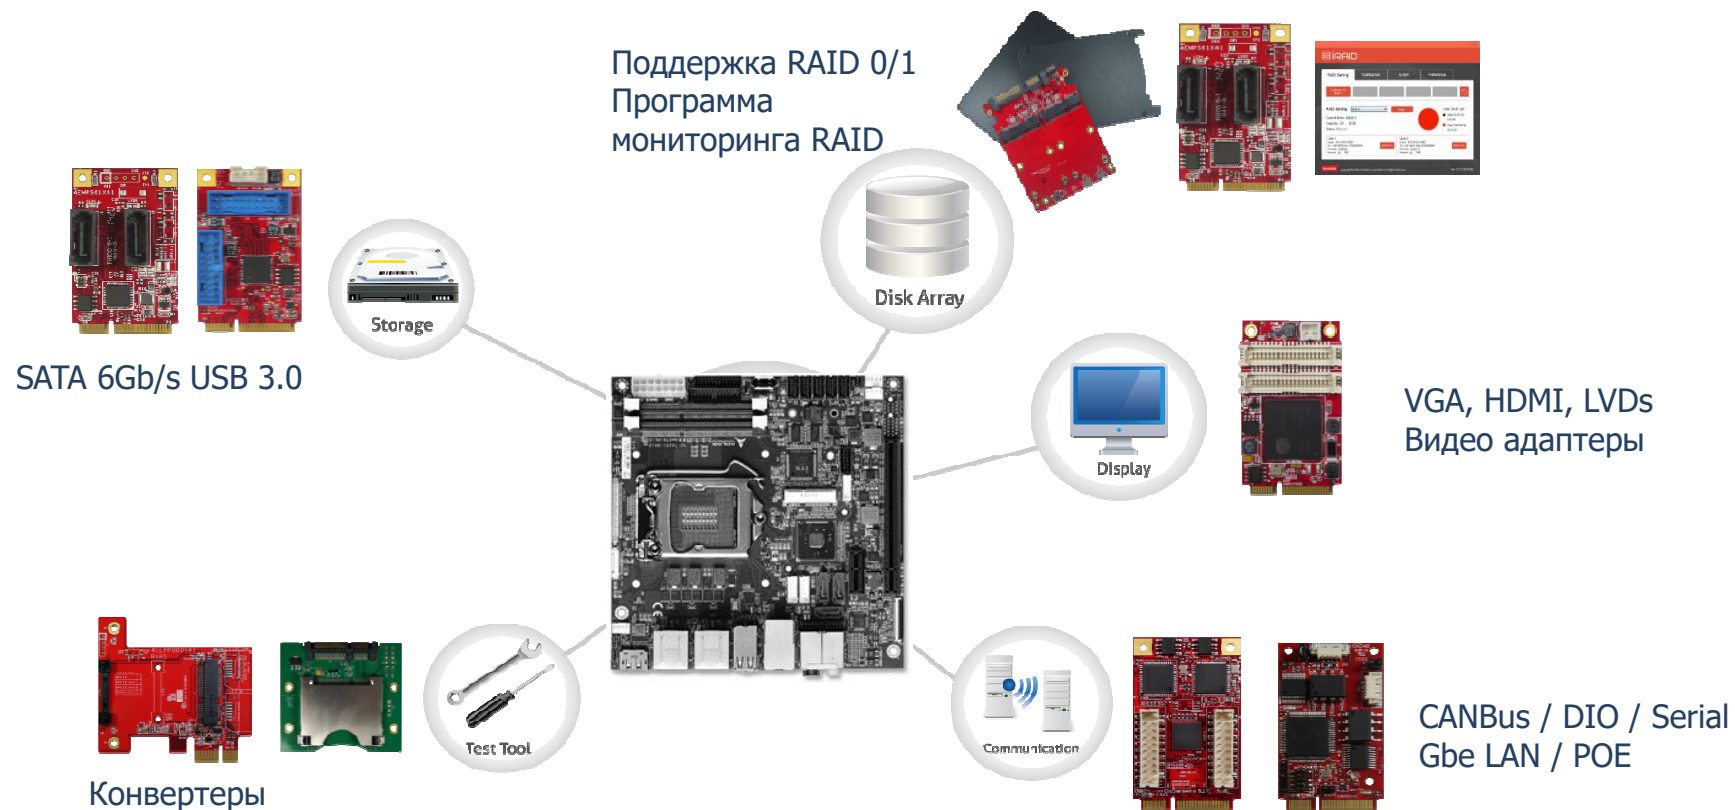 Поддержка RAID 0/1
Программа
мониторинга RAID
iRAID
Disk Array
Storage
SATA 6Gb/s USB 3.0
VGA, HDMI, LVDs
Видео адаптеры
Display
Test Tool
Communication
CANBus / DIO / Serial
Gbe LAN / POE
Конвертеры